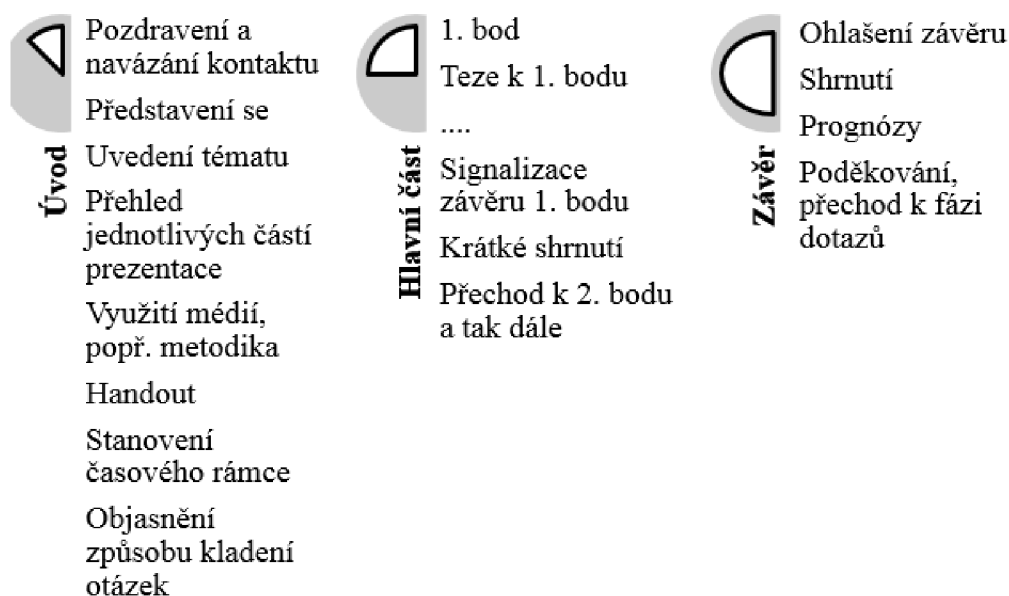 Úvod
Pozdravení a
navázání kontaktu
Představení se
Uvedení tématu
Přehled
jednotlivých částí
prezentace
Využití médií,
popř. metodika
Handout
Stanovení
časového rámce
Objasnění
způsobu kladení
otázek
Hlavní část
1. bod
Teze k 1. bodu
....
Signalizace
závěru 1. bodu
Krátké shrnutí
Přechod k 2. bodu
a tak dále
Závěr
Ohlašení závěru
Shrnutí
Prognózy
Poděkování,
přechod k fázi
dotazů